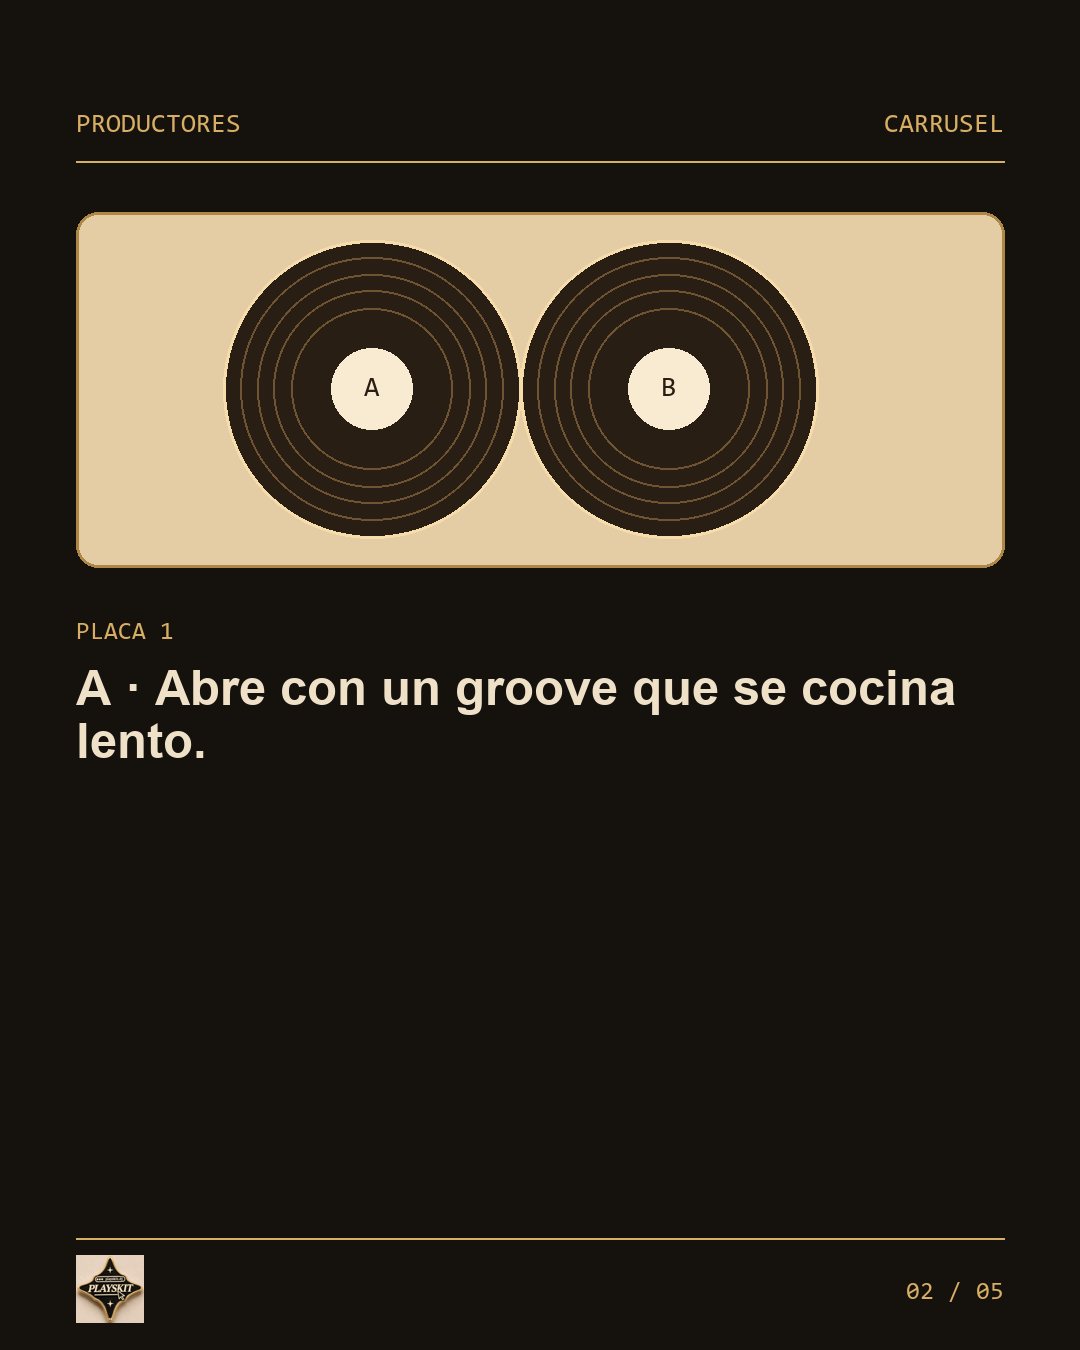 PRODUCTORES
CARRUSEL
A
B
PLACA 1
A · Abre con un groove que se cocina
lento.
PLAYSKIT
02 / 05